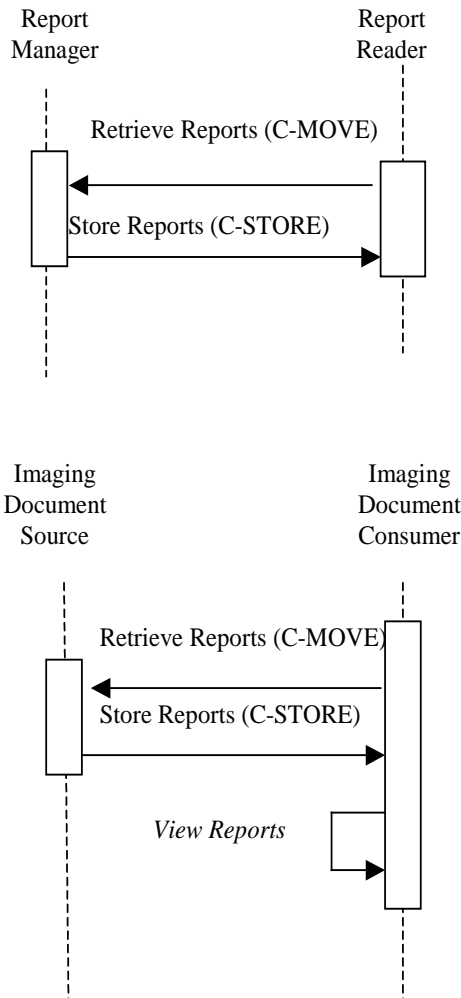 Report
Manager
Report
Reader
Retrieve Reports (C-MOVE)
Store Reports (C-STORE)
Imaging
Document
Source
Imaging
Document
Consumer
Retrieve Reports (C-MOVE)
Store Reports (C-STORE)
View Reports